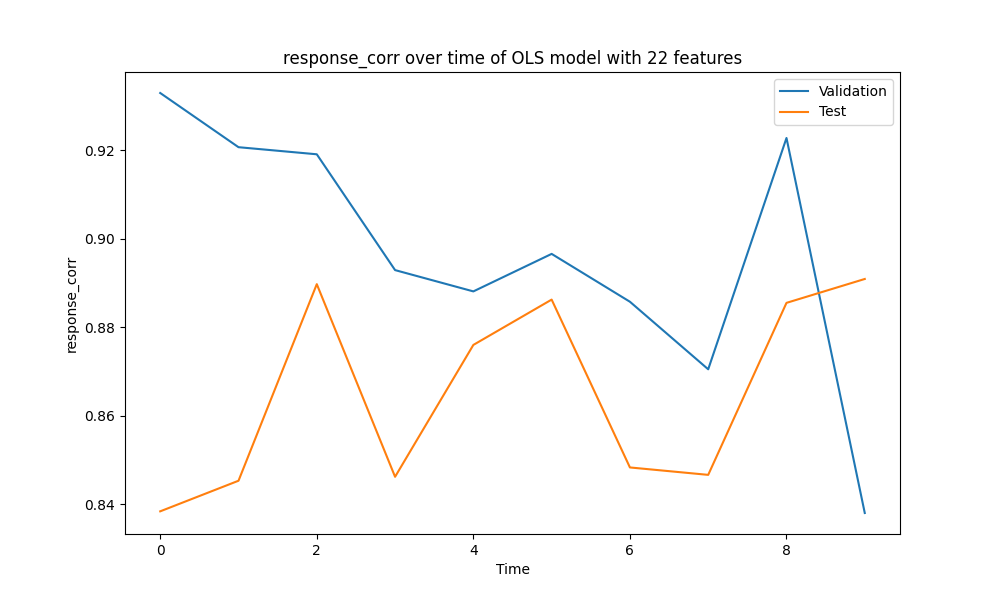 response_corr over time of OLS model with 22 features
Validation
Test
0.92
0.90
0.88
0.86
0.84
response_corr
0 2 4 6 8
Time